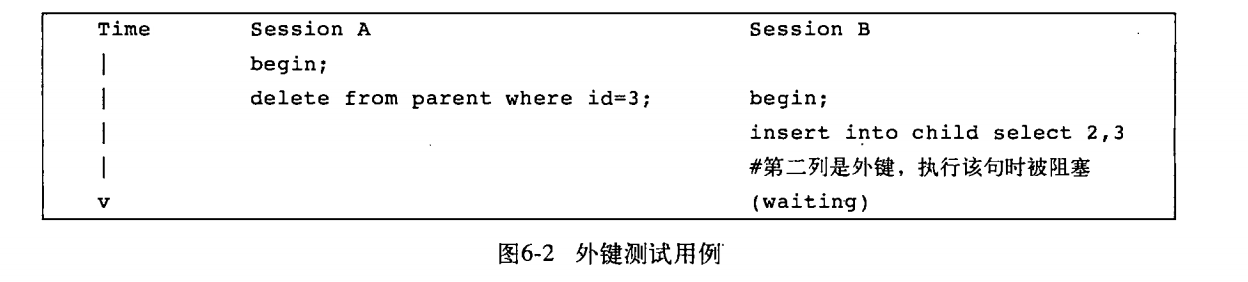 Time Session A Session B
| begin;
| delete from parent where id=3; begin;
| insert into child select 2,3
| #第二列是外键，执行该句时被阻塞
v (waiting)
图6-2 外键测试用例